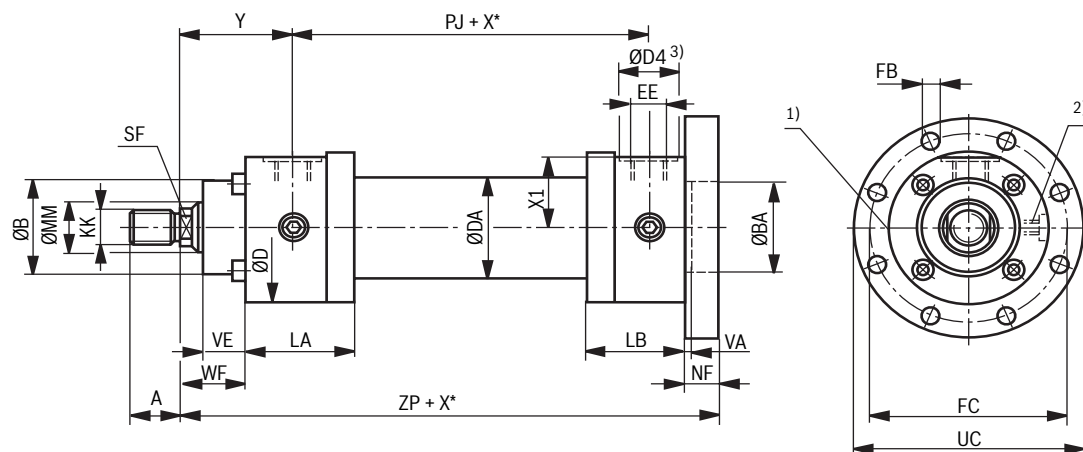 Y
PJ + X*
ØD4 3)
EE
FB
1)
2)
SF
ØB
ØMM
KK
ØD
X1
ØDA
ØBA
VE
LA
LB
VA
WF
NF
A
ZP + X*
FC
UC